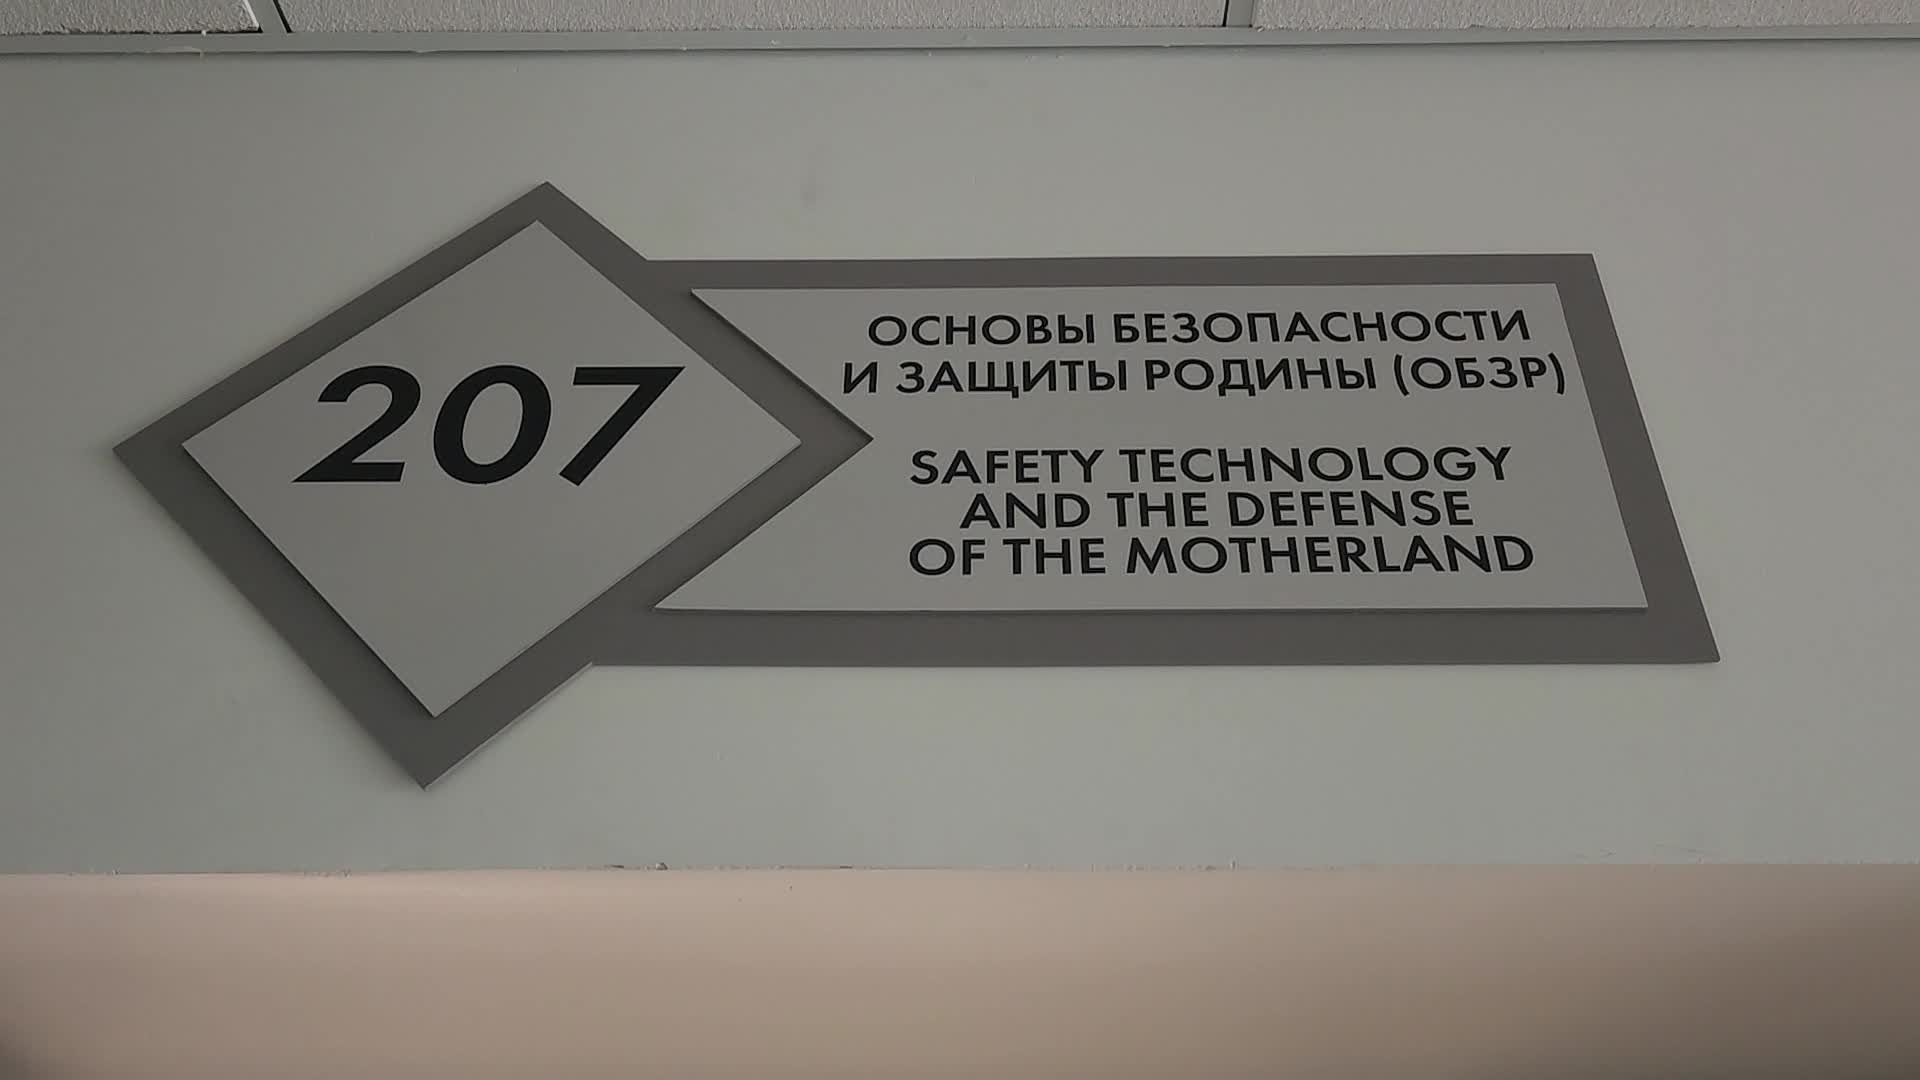 207
ОСНОВЫ БЕЗОПАСНОСТИ
И ЗАЩИТЫ РОДИНЫ (ОБЗР)
SAFETY TECHNOLOGY
AND THE DEFENSE
OF THE MOTHERLAND